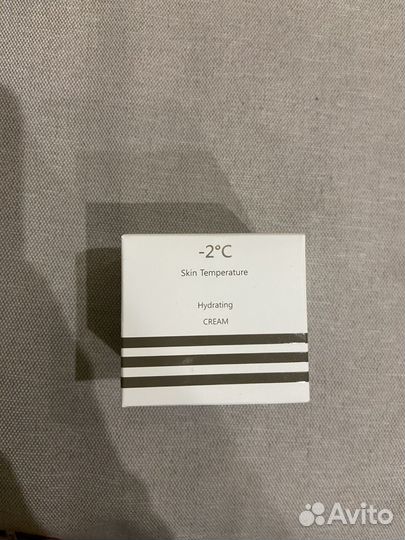 -2°C
Skin Temperature
Hydrating
CREAM
Avito